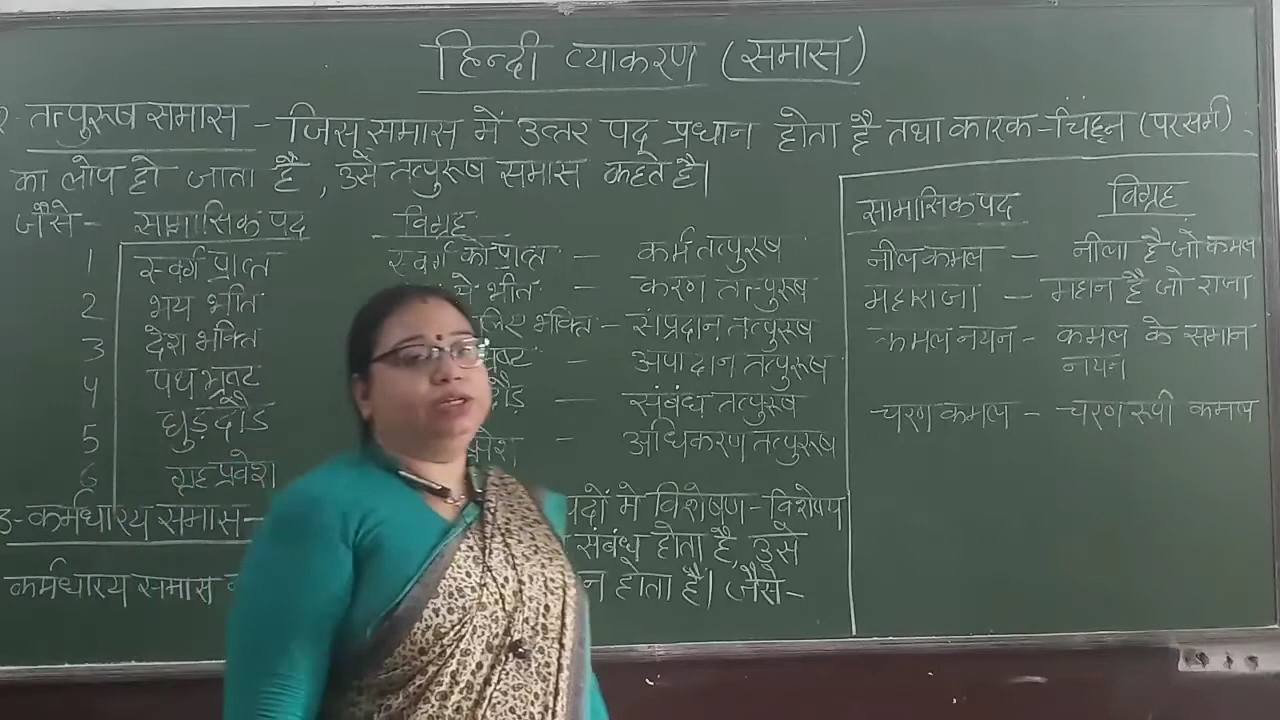 हिन्दी व्याकरण (समास)
२- तत्पुरूष समास - जिस समास में उत्तर पद प्रधान होता है तथा कारक-चिह्न (परसर्ग)
का लोप हो जाता है, उसे तत्पुरूष समास कहते है।
जैसे - सामासिक पद विग्रह
1 स्वर्ग प्राप्त स्वर्ग को प्राप्त - कर्म तत्पुरूष
2 भय भीत से भीत - करण तत्पुरूष
3 देश भक्ति लिए भक्ति - संप्रदान तत्पुरूष
4 पथ भ्रष्ट - अपादान तत्पुरूष
5 घुड़दौड़ - संबंध तत्पुरूष
6 गृह प्रवेश - अधिकरण तत्पुरूष
3- कर्मधारय समास - पदों मे विशेषण-विशेष्य
संबंध होता है, उसे
कर्मधारय समास न होता है। जैसे-
सामासिक पद विग्रह
नील कमल - नीला है जो कमल
महाराजा - महान है जो राजा
कमल नयन - कमल के समान
नयन
चरण कमल - चरण रूपी कमल